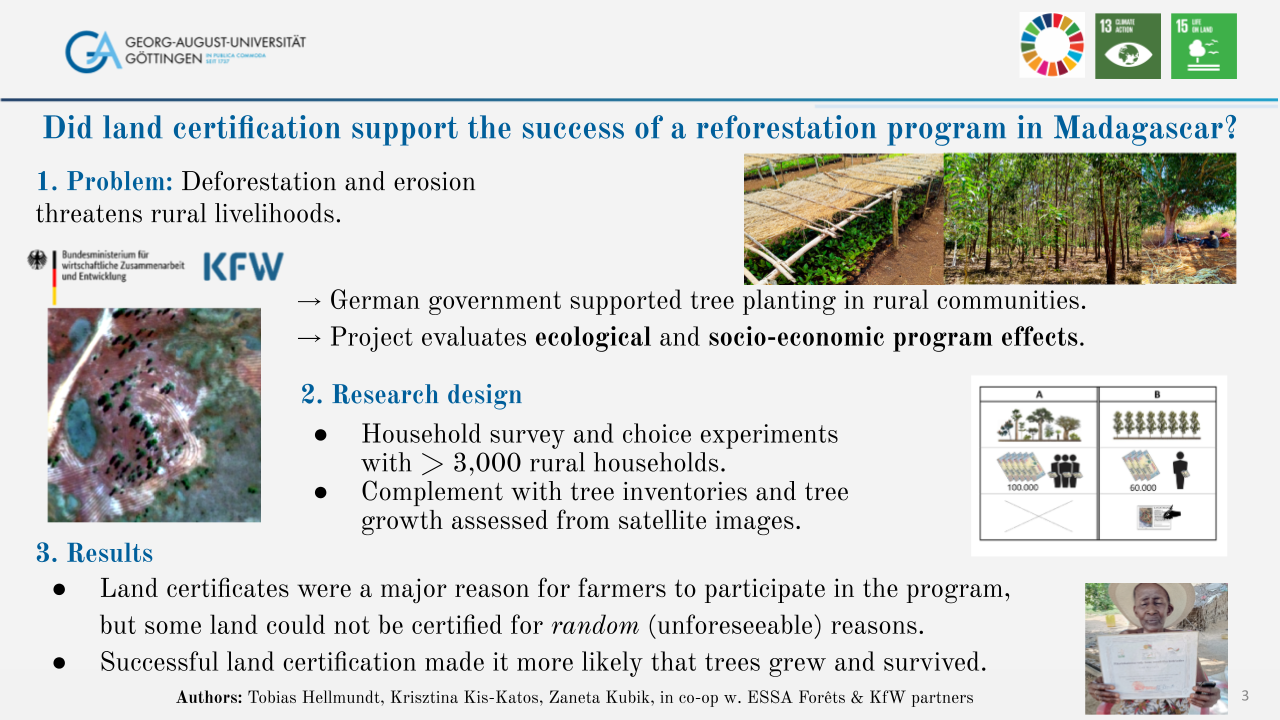 GEORG-AUGUST-UNIVERSITÄT
GÖTTINGEN IN PUBLICA COMMODA
SEIT 1737
13 CLIMATE
ACTION
15 LIFE
ON LAND
Did land certification support the success of a reforestation program in Madagascar?
1. Problem: Deforestation and erosion
threatens rural livelihoods.
Bundesministerium für
wirtschaftliche Zusammenarbeit
und Entwicklung
KFW
→ German government supported tree planting in rural communities.
→ Project evaluates ecological and socio-economic program effects.
2. Research design
● Household survey and choice experiments
with > 3,000 rural households.
● Complement with tree inventories and tree
growth assessed from satellite images.
A B
100.000 60.000
3. Results
● Land certificates were a major reason for farmers to participate in the program,
but some land could not be certified for random (unforeseeable) reasons.
● Successful land certification made it more likely that trees grew and survived.
Authors: Tobias Hellmundt, Krisztina Kis-Katos, Zaneta Kubik, in co-op w. ESSA Forêts & KfW partners
3